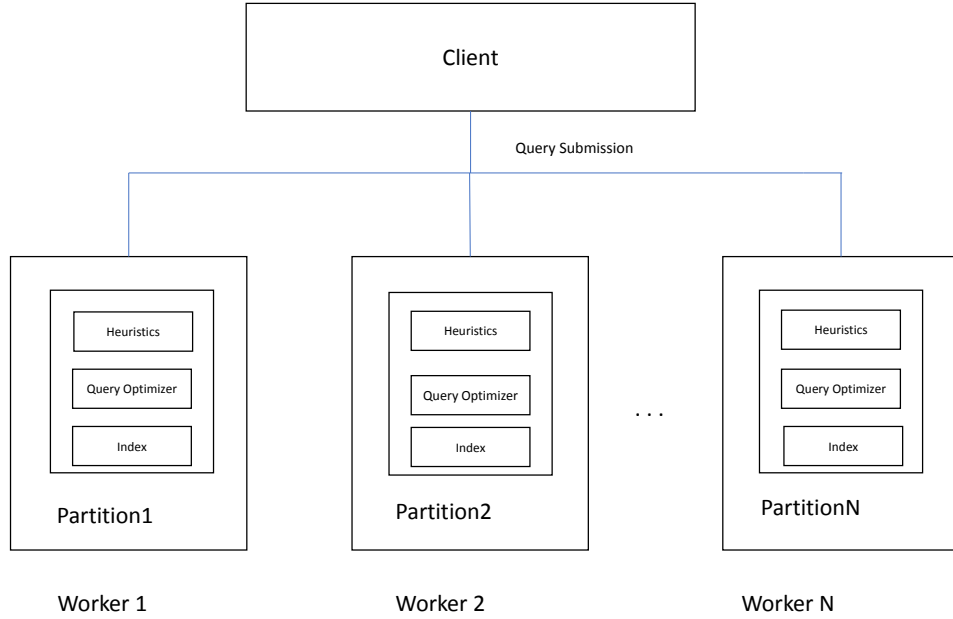 Client
Query Submission
Heuristics
Query Optimizer
Index
Partition1
Worker 1
Heuristics
Query Optimizer
Index
Partition2
Worker 2
. . .
Heuristics
Query Optimizer
Index
PartitionN
Worker N